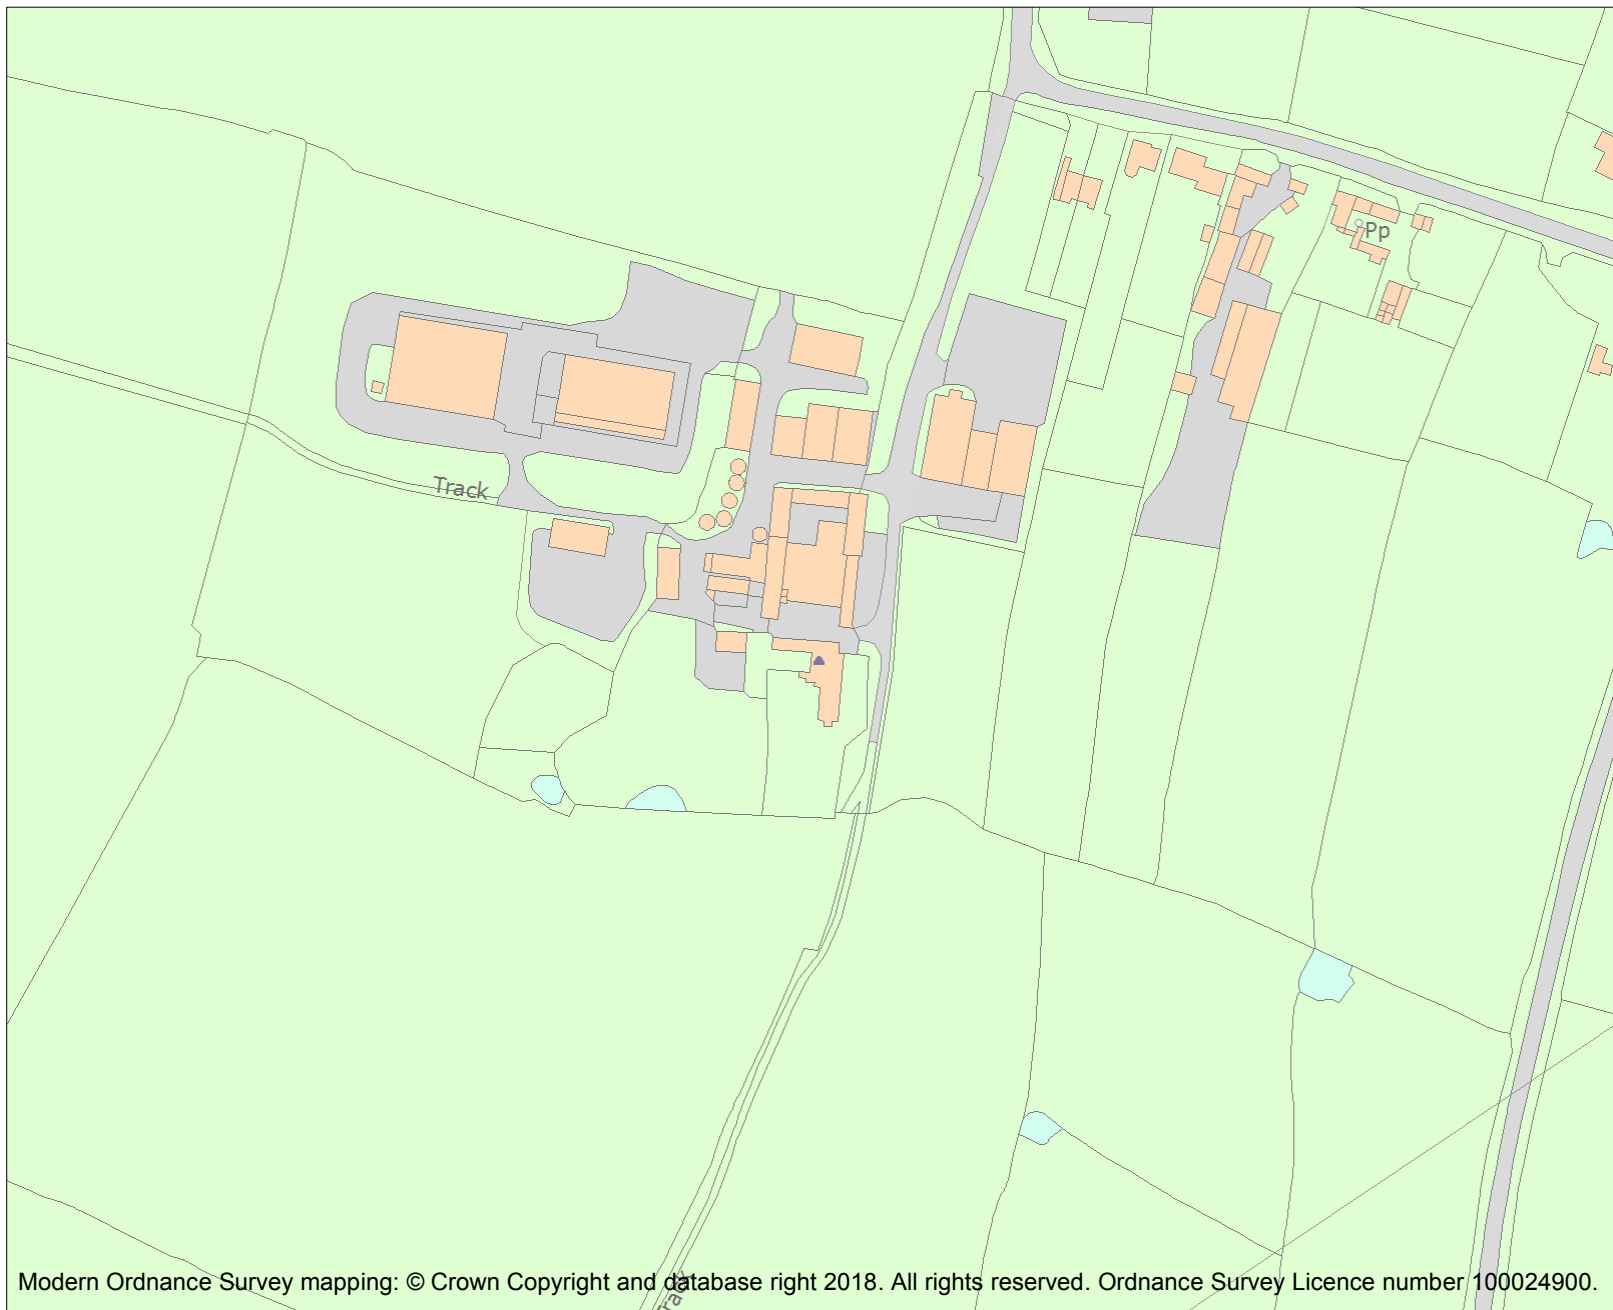 Pp
Track
Modern Ordnance Survey mapping: © Crown Copyright and database right 2018. All rights reserved. Ordnance Survey Licence number 100024900.
Track